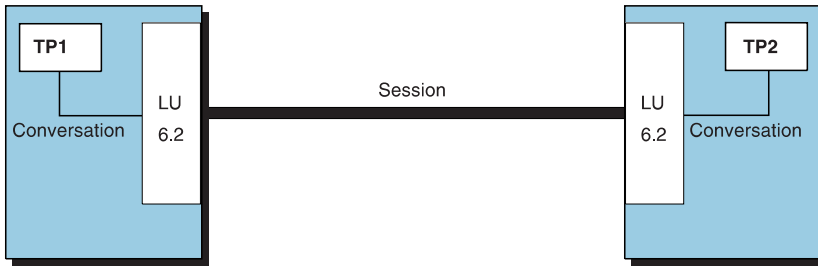 TP1
LU
6.2
Conversation
Session
TP2
LU
6.2
Conversation